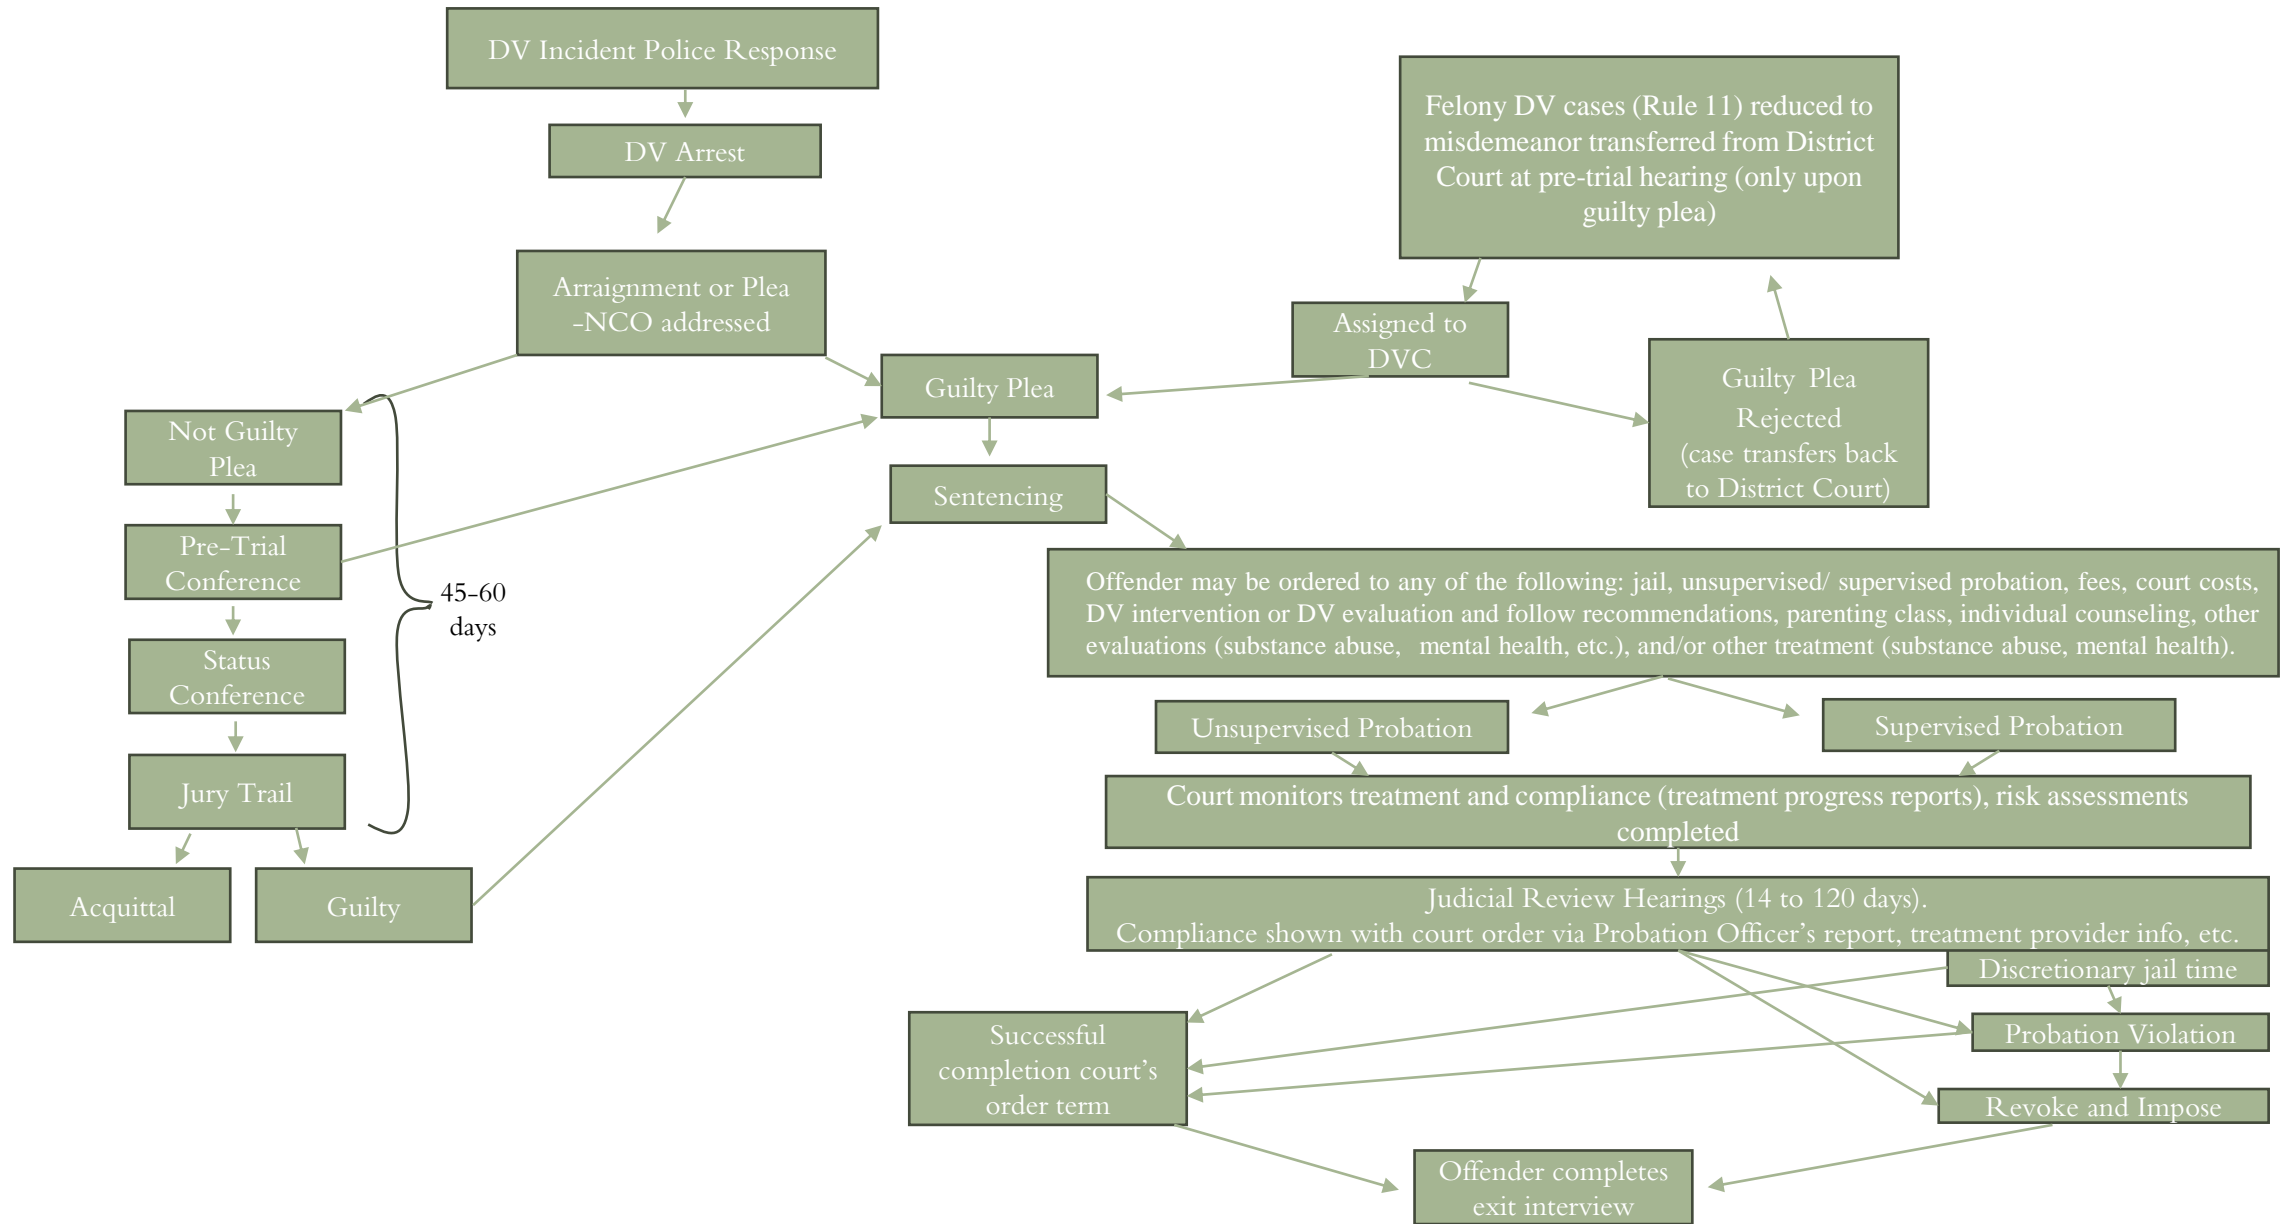 DV Incident Police Response
DV Arrest
Arraignment or Plea
-NCO addressed
Felony DV cases (Rule 11) reduced to
misdemeanor transferred from District
Court at pre-trial hearing (only upon
guilty plea)
Assigned to
DVC
Guilty Plea
Rejected
(case transfers back
to District Court)
Guilty Plea
Sentencing
Not Guilty
Plea
Pre-Trial
Conference
Status
Conference
Jury Trail
45-60
days
Acquittal
Guilty
Offender may be ordered to any of the following: jail, unsupervised/ supervised probation, fees, court costs,
DV intervention or DV evaluation and follow recommendations, parenting class, individual counseling, other
evaluations (substance abuse, mental health, etc.), and/or other treatment (substance abuse, mental health).
Unsupervised Probation
Supervised Probation
Court monitors treatment and compliance (treatment progress reports), risk assessments
completed
Judicial Review Hearings (14 to 120 days).
Compliance shown with court order via Probation Officer's report, treatment provider info, etc.
Discretionary jail time
Probation Violation
Revoke and Impose
Successful
completion court's
order term
Offender completes
exit interview